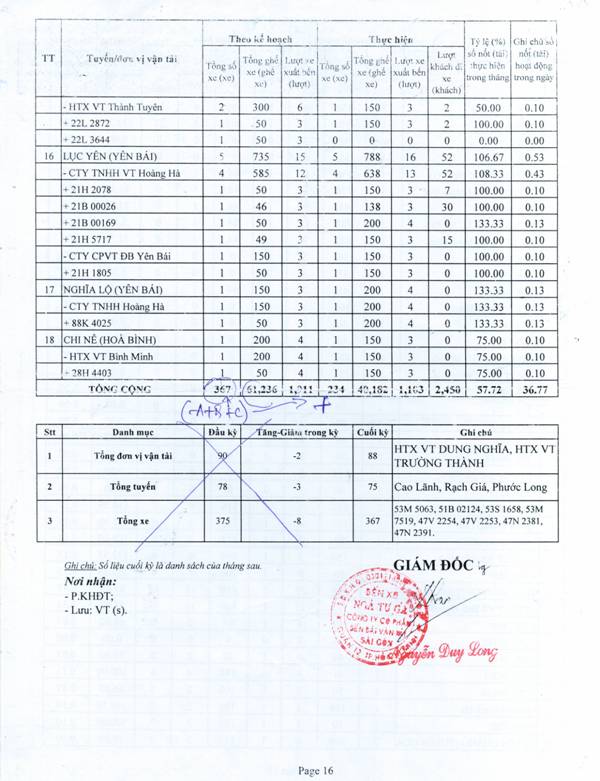 TT Tuyến/đơn vị vận tải Theo kế hoạch Thực hiện Tỷ lệ (%) số nốt (tài) thực hiện trong tháng Ghi chú số nốt (tài) hoạt động trong ngày
Tổng số xe (xe) Tổng ghế xe (ghế xe) Lượt xe xuất bến (lượt) Tổng số xe (xe) Tổng ghế xe (ghế xe) Lượt xe xuất bến (lượt) Lượt khách đi xe (khách)
- HTX VT Thành Tuyên 2 300 6 1 150 3 2 50.00 0.10
+ 22L 2872 1 50 3 1 150 3 2 100.00 0.10
+ 22L 3644 1 50 3 0 0 0 0 0.00 0.00
16 LỤC YÊN (YÊN BÁI) 5 735 15 5 788 16 52 106.67 0.53
- CTY TNHH VT Hoàng Hà 4 585 12 4 638 13 52 108.33 0.43
+ 21H 2078 1 50 3 1 150 3 7 100.00 0.10
+ 21B 00026 1 46 3 1 138 3 30 100.00 0.10
+ 21B 00169 1 50 3 1 200 4 0 133.33 0.13
+ 21H 5717 1 49 3 1 150 3 15 100.00 0.10
- CTY CPVT ĐB Yên Bái 1 150 3 1 150 3 0 100.00 0.10
+ 21H 1805 1 50 3 1 150 3 0 100.00 0.10
17 NGHĨA LỘ (YÊN BÁI) 1 150 3 1 200 4 0 133.33 0.13
- CTY TNHH Hoàng Hà 1 150 3 1 200 4 0 133.33 0.13
+ 88K 4025 1 50 3 1 200 4 0 133.33 0.13
18 CHI NÊ (HOÀ BÌNH) 1 200 4 1 150 3 0 75.00 0.10
- HTX VT Bình Minh 1 200 4 1 150 3 0 75.00 0.10
+ 28H 4403 1 50 4 1 150 3 0 75.00 0.10
TỔNG CỘNG 367 61,236 234 2,450 57.72 36.77
(A+B+C)
Stt Danh mục Đầu kỳ Tăng-Giảm trong kỳ Cuối kỳ Ghi chú
1 Tổng đơn vị vận tải 90 -2 88 HTX VT DUNG NGHĨA, HTX VT TRƯỜNG THÀNH
2 Tổng tuyến 78 -3 75 Cao Lãnh, Rạch Giá, Phước Long
3 Tổng xe 375 -8 367 53M 5063, 51B 02124, 53S 1658, 53M 7519, 47V 2254, 47V 2253, 47N 2381, 47N 2391.
Ghi chú: Số liệu cuối kỳ là danh sách của tháng sau.
GIÁM ĐỐC
Nơi nhận:
- P.KHĐT;
- Lưu: VT (s).
BẾN XE
NGÃ TƯ GA
CÔNG TY CỔ PHẦN
BẾN BÃI VẬN TẢI
SÀI GÒN
Nguyễn Duy Long
Page 16